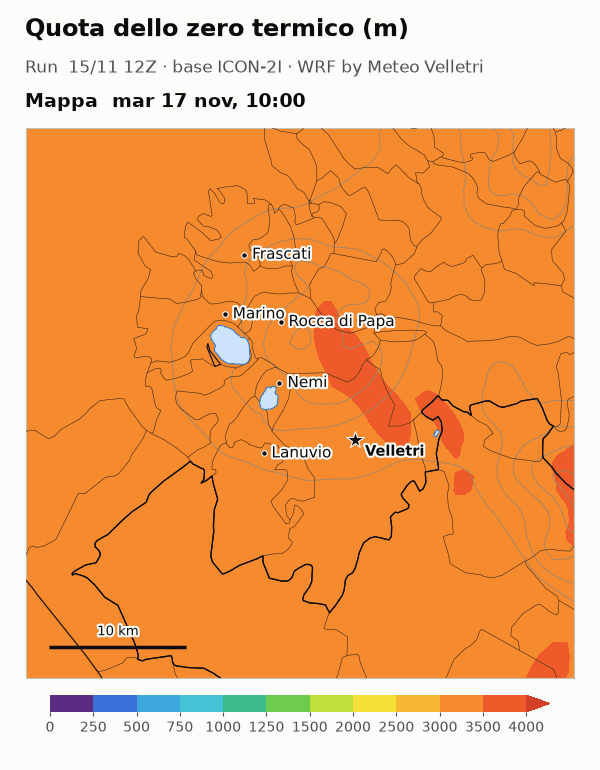 Quota dello zero termico (m)
Run  15/11 12Z · base ICON-2I · WRF by Meteo Velletri
Mappa  mar 17 nov, 10:00
Frascati
Marino
Rocca di Papa
Nemi
Velletri
Lanuvio
10 km
0 250 500 750 1000 1250 1500 2000 2500 3000 3500 4000